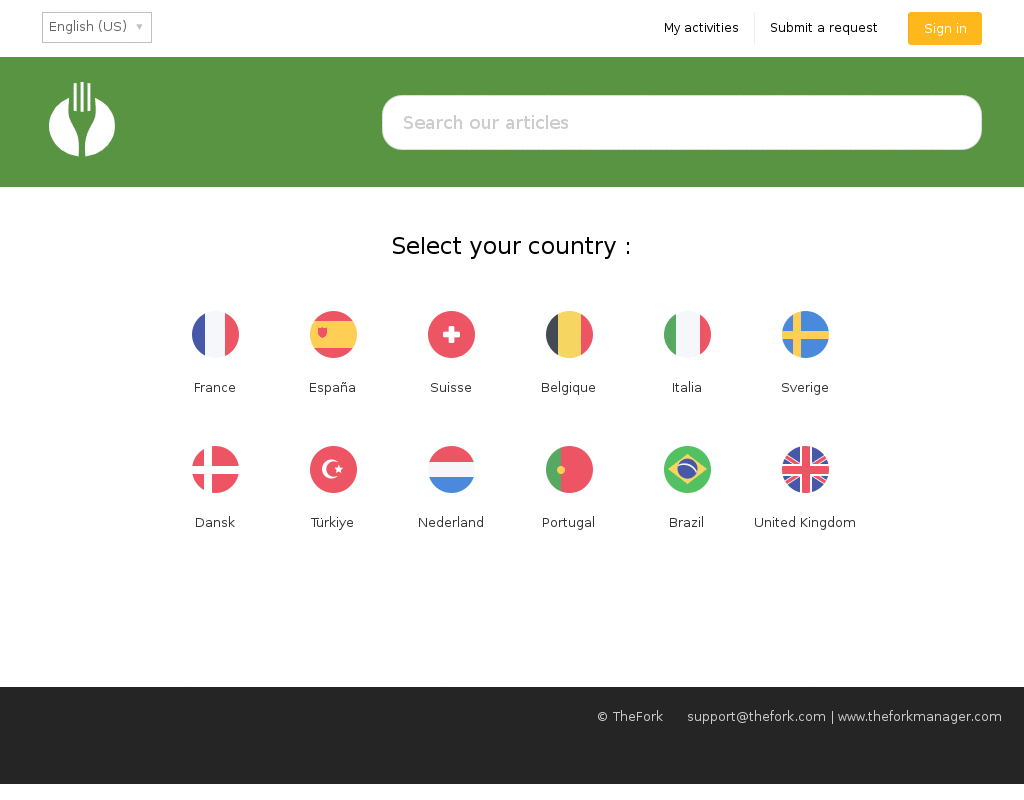 English (US) ▼
My activities
Submit a request
Sign in
Search our articles
Select your country :
France
España
Suisse
Belgique
Italia
Sverige
Dansk
Türkiye
Nederland
Portugal
Brazil
United Kingdom
© TheFork support@thefork.com | www.theforkmanager.com